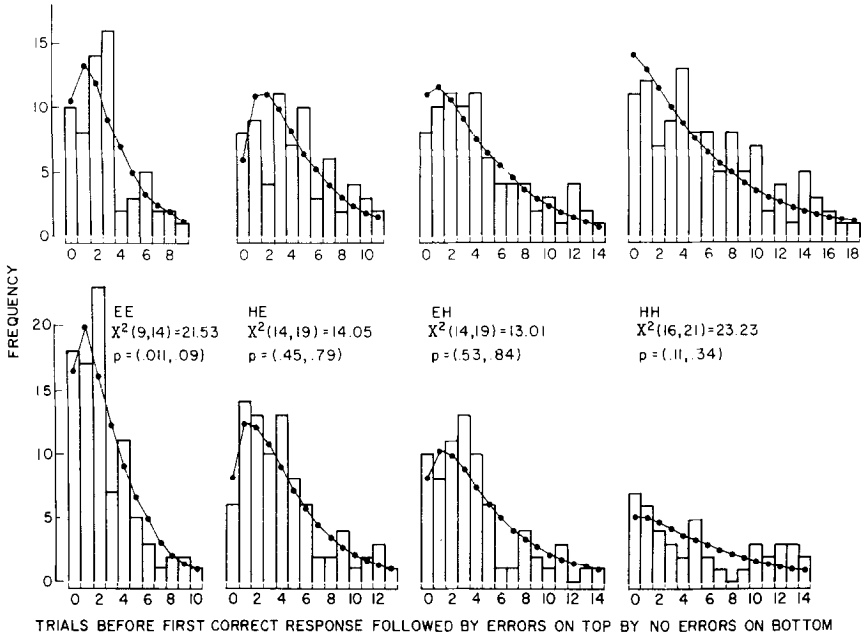 15
10
5
0
0 2 4 6 8
0 2 4 6 8 10
0 2 4 6 8 10 12 14
0 2 4 6 8 10 12 14 16 18
FREQUENCY
EE
X²(9,14)=21.53
p=(.011,.09)
HE
X²(14,19)=14.05
p=(.45,.79)
EH
X²(14,19)=13.01
p=(.53,.84)
HH
X²(16,21)=23.23
p=(.11,.34)
20
15
10
5
0
0 2 4 6 8 10
0 2 4 6 8 10 12
0 2 4 6 8 10 12 14
0 2 4 6 8 10 12 14
TRIALS BEFORE FIRST CORRECT RESPONSE FOLLOWED BY ERRORS ON TOP BY NO ERRORS ON BOTTOM